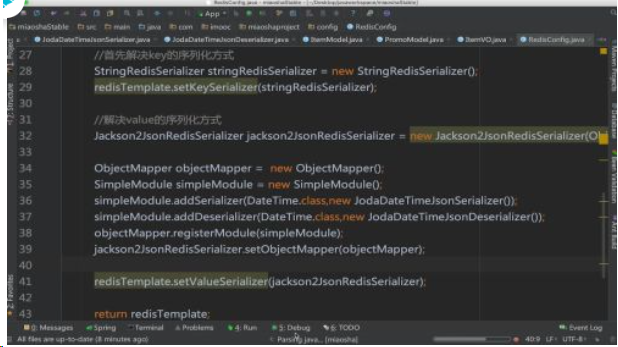 RedisConfig.java
App
miaoshaStable src main java com imooc miaoshaproject config RedisConfig
JodaDateTimeJsonSerializer.java JodaDateTimeJsonDeserializer.java ItemModel.java PromoModel.java ItemVO.java RedisConfig.java
27 //首先解决key的序列化方式
28 StringRedisSerializer stringRedisSerializer = new StringRedisSerializer();
29 redisTemplate.setKeySerializer(stringRedisSerializer);
30
31 //解决value的序列化方式
32 Jackson2JsonRedisSerializer jackson2JsonRedisSerializer = new Jackson2JsonRedisSerializer(Ob
33
34 ObjectMapper objectMapper = new ObjectMapper();
35 SimpleModule simpleModule = new SimpleModule();
36 simpleModule.addSerializer(DateTime.class,new JodaDateTimeJsonSerializer());
37 simpleModule.addDeserializer(DateTime.class,new JodaDateTimeJsonDeserializer());
38 objectMapper.registerModule(simpleModule);
39 jackson2JsonRedisSerializer.setObjectMapper(objectMapper);
40
41 redisTemplate.setValueSerializer(jackson2JsonRedisSerializer);
42
43 return redisTemplate;
1: Project
7: Structure
2: Favorites
Maven Projects
Database
Bean Validation
Ant Build
0: Messages Spring Terminal Problems 4: Run 5: Debug 6: TODO Event Log
All files are up-to-date (8 minutes ago) Parsing java... [miaosha] 40:9 LF UTF-8